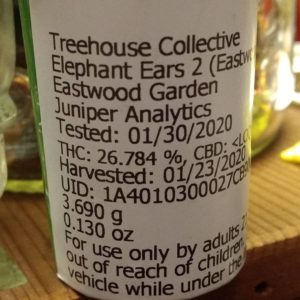 Treehouse Collective
Elephant Ears 2 (Eastwo
Eastwood Garden
Juniper Analytics
Tested: 01/30/2020
THC: 26.784 %, CBD: <LO
Harvested: 01/23/2020
UID: 1A4010300027CB9
3.690 g
0.130 oz
For use only by adults 2
out of reach of children.
vehicle while under the